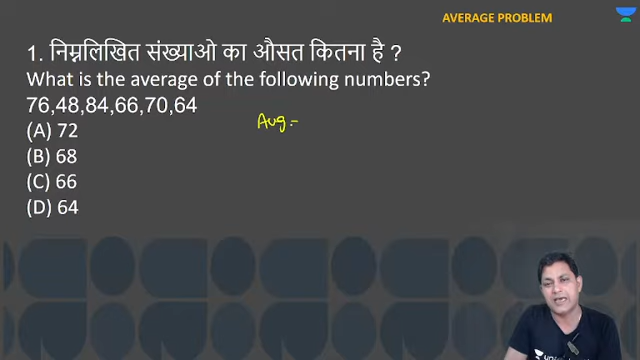 AVERAGE PROBLEM
1. निम्नलिखित संख्याओ का औसत कितना है ?
What is the average of the following numbers?
76,48,84,66,70,64
Avg :-
(A) 72
(B) 68
(C) 66
(D) 64